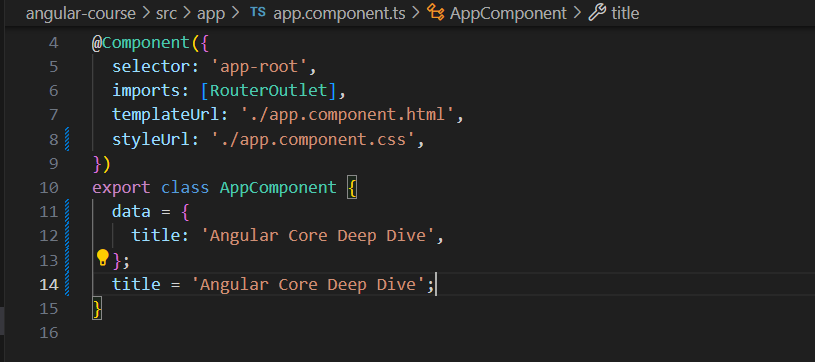 angular-course > src > app > TS app.component.ts > AppComponent > title
4 @Component({
5   selector: 'app-root',
6   imports: [RouterOutlet],
7   templateUrl: './app.component.html',
8   styleUrl: './app.component.css',
9 })
10 export class AppComponent {
11   data = {
12     title: 'Angular Core Deep Dive',
13   };
14   title = 'Angular Core Deep Dive';
15 }
16